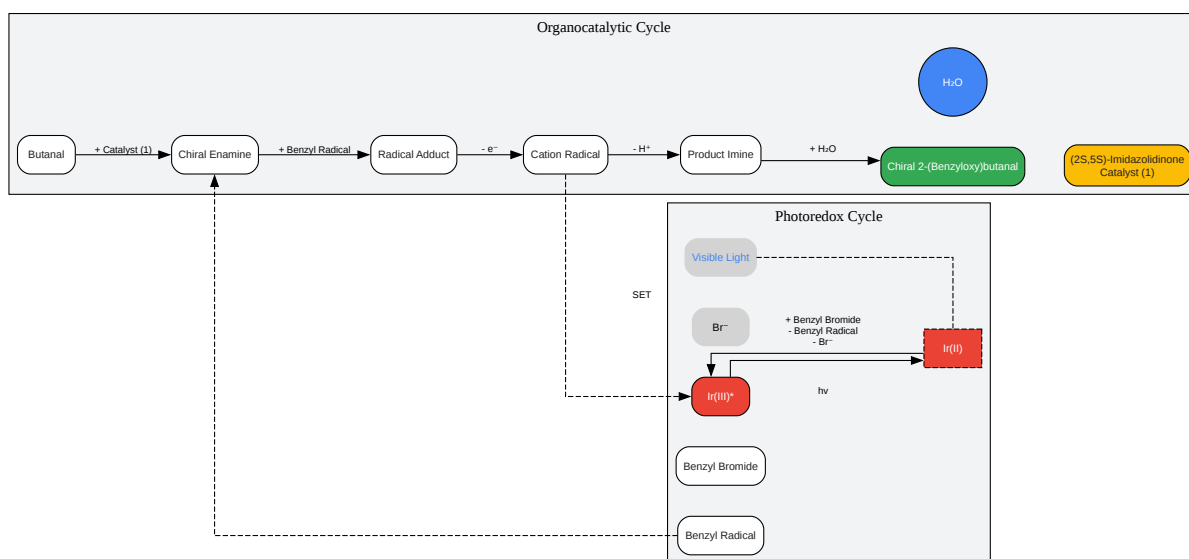 Organocatalytic Cycle
H₂O
Butanal
+ Catalyst (1)
Chiral Enamine
+ Benzyl Radical
Radical Adduct
- e⁻
Cation Radical
- H⁺
Product Imine
+ H₂O
Chiral 2-(Benzyloxy)butanal
(2S,5S)-Imidazolidinone
Catalyst (1)
Photoredox Cycle
Visible Light
SET
Br⁻
+ Benzyl Bromide
- Benzyl Radical
- Br⁻
Ir(II)
Ir(III)*
hv
Benzyl Bromide
Benzyl Radical